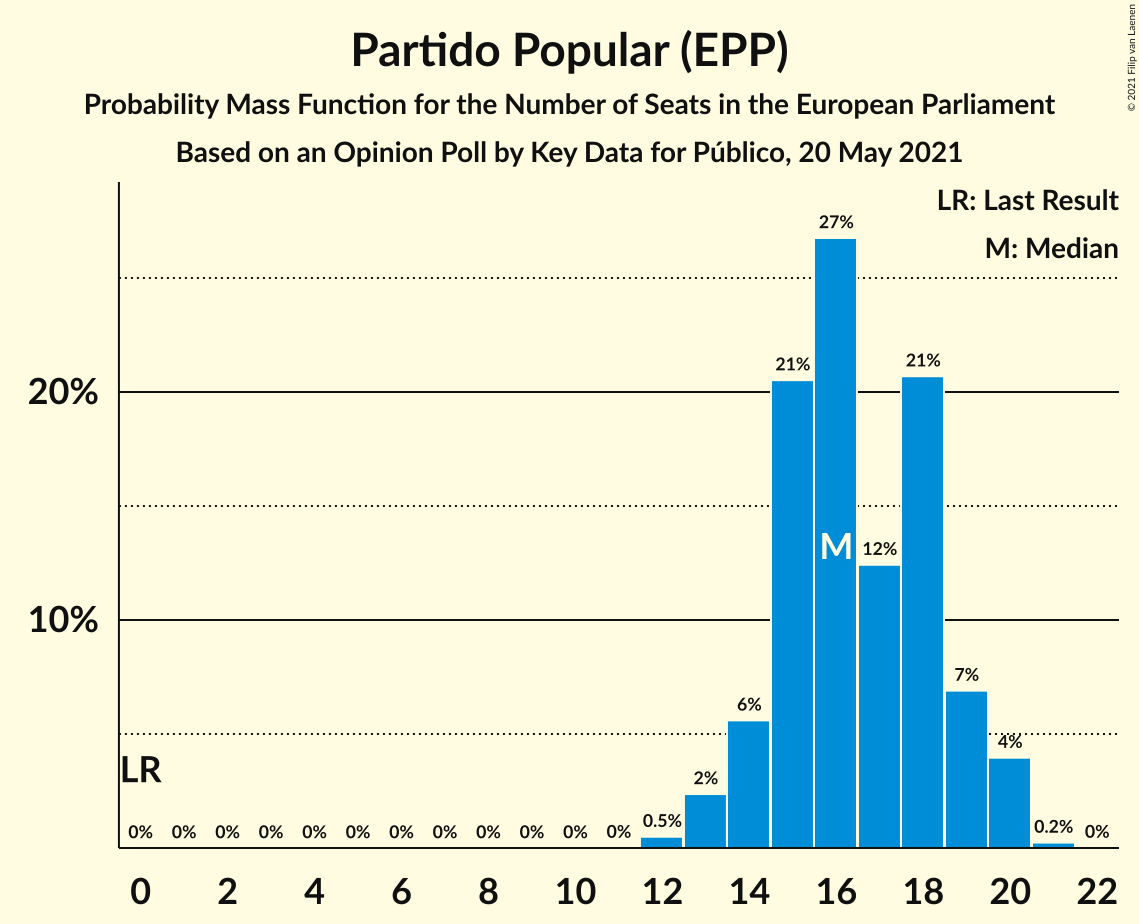 Partido Popular (EPP)
Probability Mass Function for the Number of Seats in the European Parliament
Based on an Opinion Poll by Key Data for Público, 20 May 2021
© 2021 Filip van Laenen
LR: Last Result
M: Median
27%
21%
21%
20%
M
12%
10%
7%
6%
4%
LR
2%
0% 0% 0% 0% 0% 0% 0% 0% 0% 0% 0% 0% 0.5% 0.2% 0%
0 2 4 6 8 10 12 14 16 18 20 22